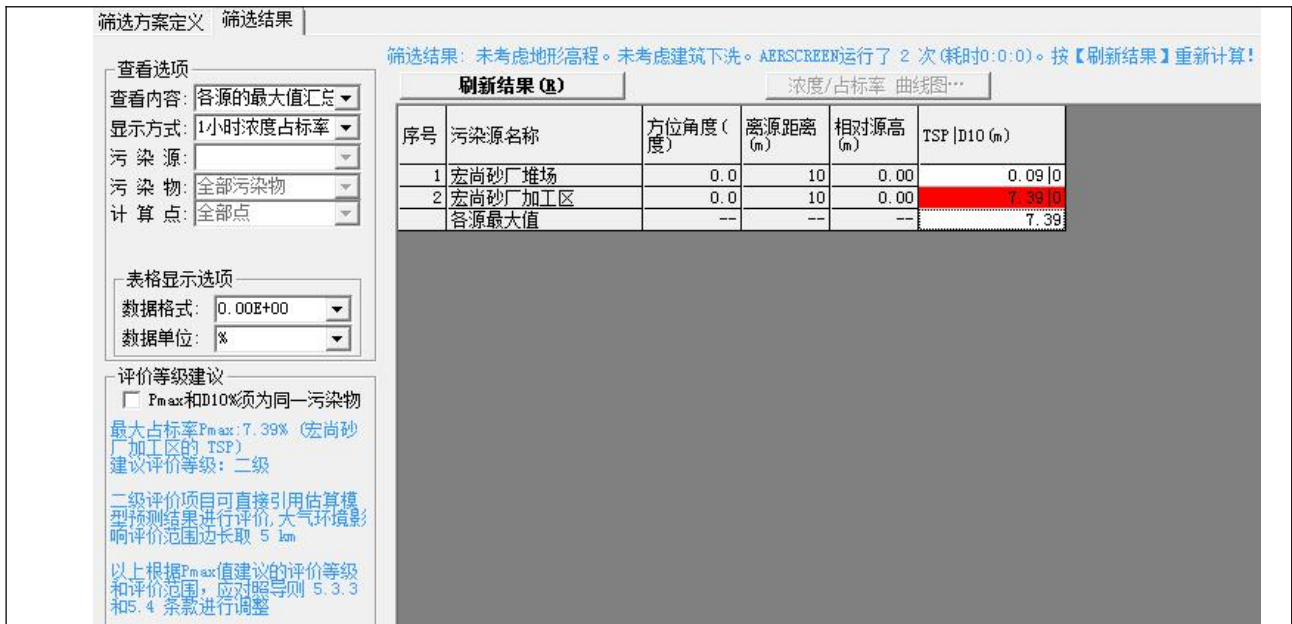 筛选方案定义 筛选结果
筛选结果: 未考虑地形高程。未考虑建筑下洗。AERSCREEN运行了 2 次(耗时0:0:0)。按【刷新结果】重新计算!
刷新结果(R) 浓度/占标率 曲线图…
查看选项
查看内容: 各源的最大值汇总
显示方式: 1小时浓度占标率
污 染 源:
污 染 物: 全部污染物
计 算 点: 全部点
序号 污染源名称 方位角度(度) 离源距离(m) 相对源高(m) TSP|D10(m)
1 宏尚砂厂堆场 0.0 10 0.00 0.09|0
2 宏尚砂厂加工区 0.0 10 0.00 7.39|0
各源最大值 -- -- -- 7.39
表格显示选项
数据格式: 0.00E+00
数据单位: %
评价等级建议
Pmax和D10%须为同一污染物
最大占标率Pmax:7.39% (宏尚砂
厂加工区的 TSP)
建议评价等级: 二级
二级评价项目可直接引用估算模
型预测结果进行评价,大气环境影
响评价范围边长取 5 km
以上根据Pmax值建议的评价等级
和评价范围,应对照导则 5.3.3
和5.4 条款进行调整